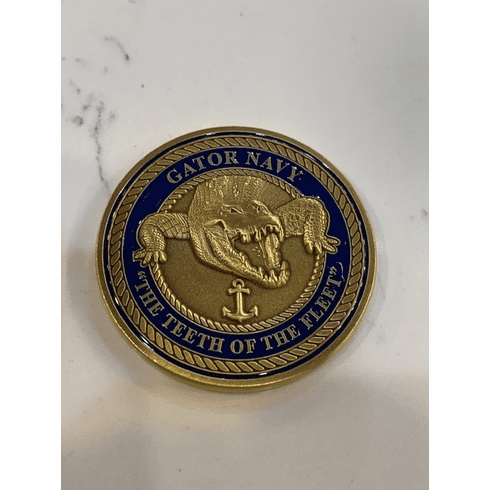 GATOR NAVY
"THE TEETH OF THE FLEET"